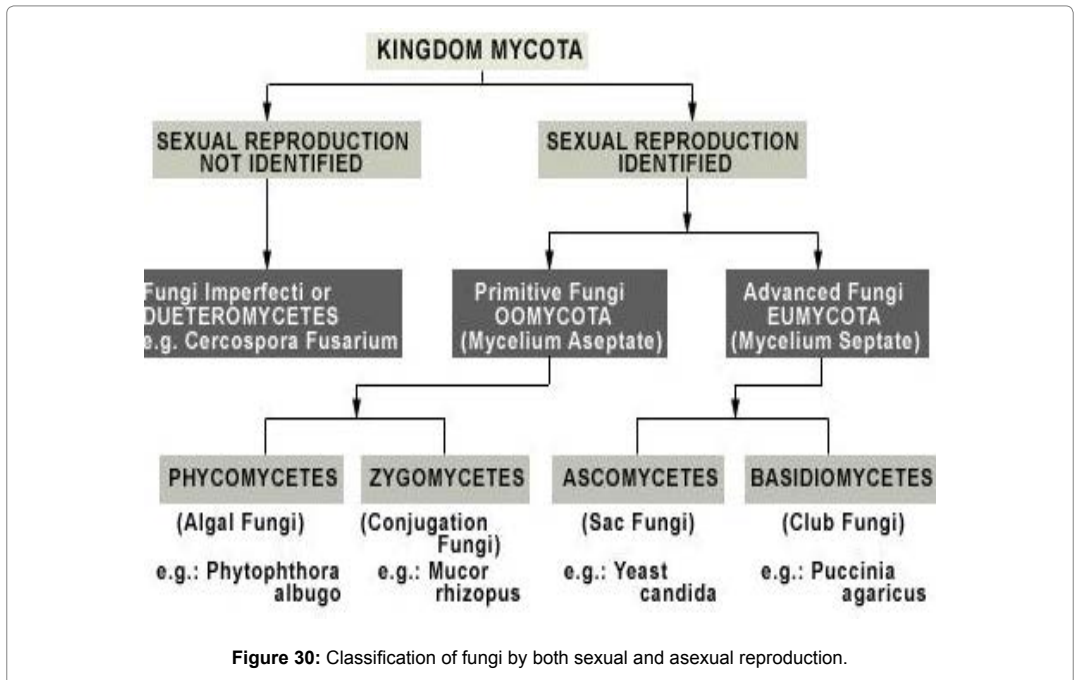 KINGDOM MYCOTA
SEXUAL REPRODUCTION
NOT IDENTIFIED
SEXUAL REPRODUCTION
IDENTIFIED
Fungi Imperfecti or
DUETEROMYCETES
e.g. Cercospora Fusarium
Primitive Fungi
OOMYCOTA
(Mycelium Aseptate)
Advanced Fungi
EUMYCOTA
(Mycelium Septate)
PHYCOMYCETES
(Algal Fungi)
e.g.: Phytophthora
albugo
ZYGOMYCETES
(Conjugation
Fungi)
e.g.: Mucor
rhizopus
ASCOMYCETES
(Sac Fungi)
e.g.: Yeast
candida
BASIDIOMYCETES
(Club Fungi)
e.g.: Puccinia
agaricus
Figure 30: Classification of fungi by both sexual and asexual reproduction.